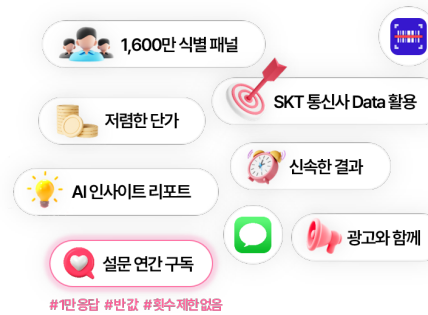 1,600만 식별 패널
SKT 통신사 Data 활용
저렴한 단가
신속한 결과
AI 인사이트 리포트
광고와 함께
설문 연간 구독
#1만응답 #반값 #횟수제한없음